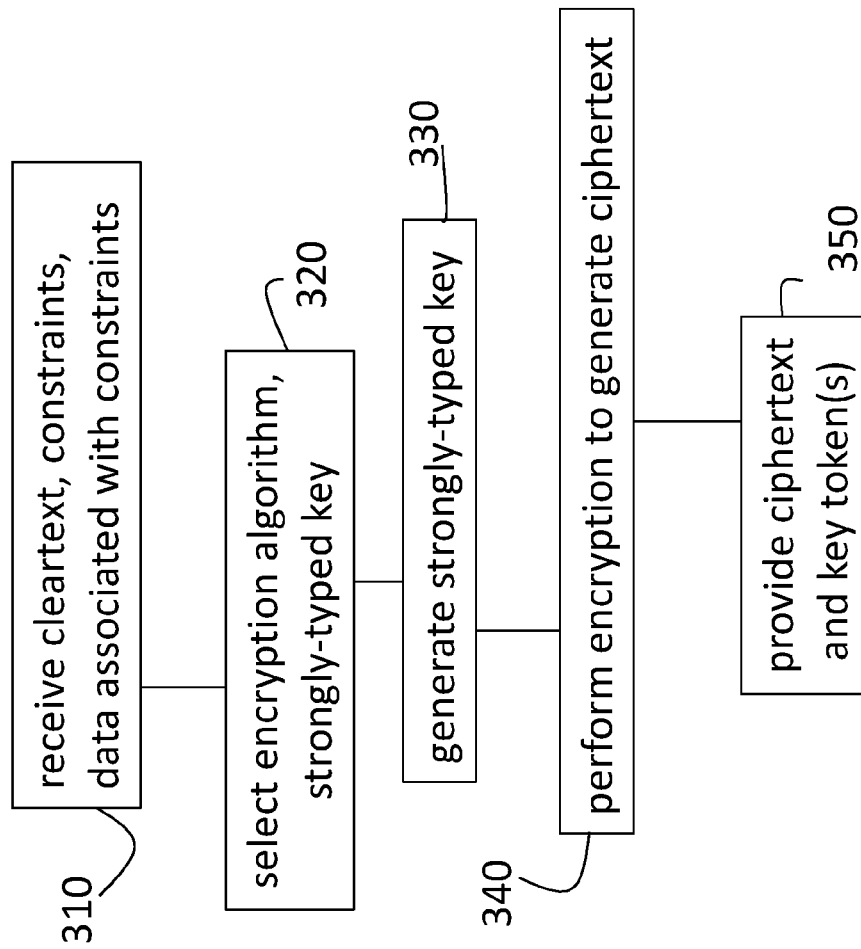 310
receive cleartext, constraints,
data associated with constraints
320
select encryption algorithm,
strongly-typed key
330
generate strongly-typed key
340
perform encryption to generate ciphertext
350
provide ciphertext
and key token(s)